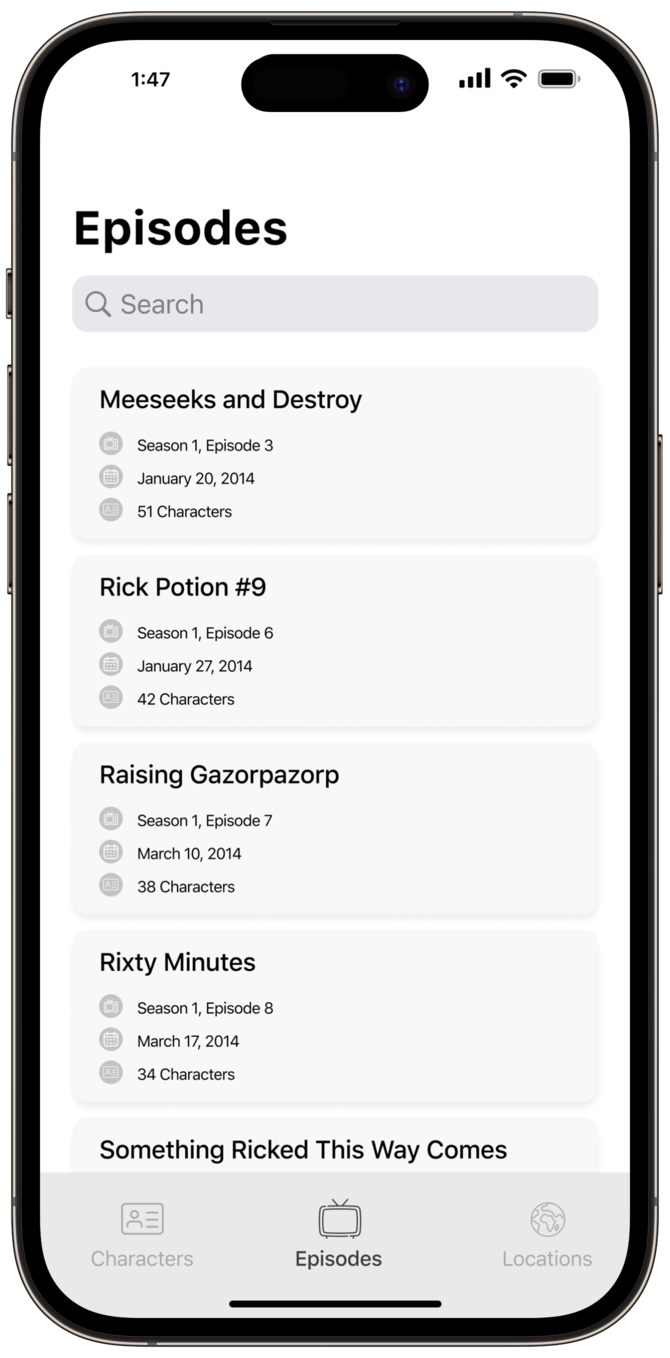 1:47
Episodes
Search
Meeseeks and Destroy
Season 1, Episode 3
January 20, 2014
51 Characters
Rick Potion #9
Season 1, Episode 6
January 27, 2014
42 Characters
Raising Gazorpazorp
Season 1, Episode 7
March 10, 2014
38 Characters
Rixty Minutes
Season 1, Episode 8
March 17, 2014
34 Characters
Something Ricked This Way Comes
Characters
Episodes
Locations